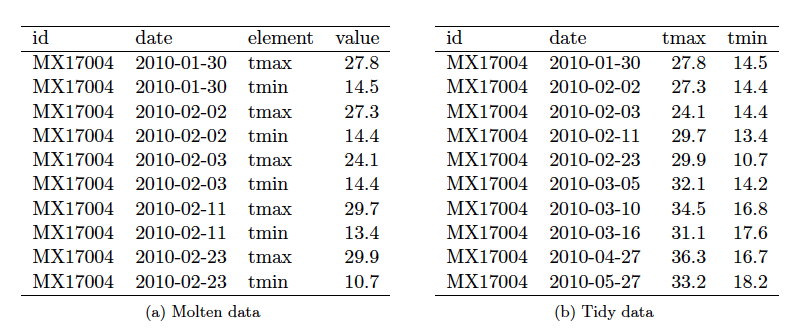 id date element value
MX17004 2010-01-30 tmax 27.8
MX17004 2010-01-30 tmin 14.5
MX17004 2010-02-02 tmax 27.3
MX17004 2010-02-02 tmin 14.4
MX17004 2010-02-03 tmax 24.1
MX17004 2010-02-03 tmin 14.4
MX17004 2010-02-11 tmax 29.7
MX17004 2010-02-11 tmin 13.4
MX17004 2010-02-23 tmax 29.9
MX17004 2010-02-23 tmin 10.7
(a) Molten data
id date tmax tmin
MX17004 2010-01-30 27.8 14.5
MX17004 2010-02-02 27.3 14.4
MX17004 2010-02-03 24.1 14.4
MX17004 2010-02-11 29.7 13.4
MX17004 2010-02-23 29.9 10.7
MX17004 2010-03-05 32.1 14.2
MX17004 2010-03-10 34.5 16.8
MX17004 2010-03-16 31.1 17.6
MX17004 2010-04-27 36.3 16.7
MX17004 2010-05-27 33.2 18.2
(b) Tidy data